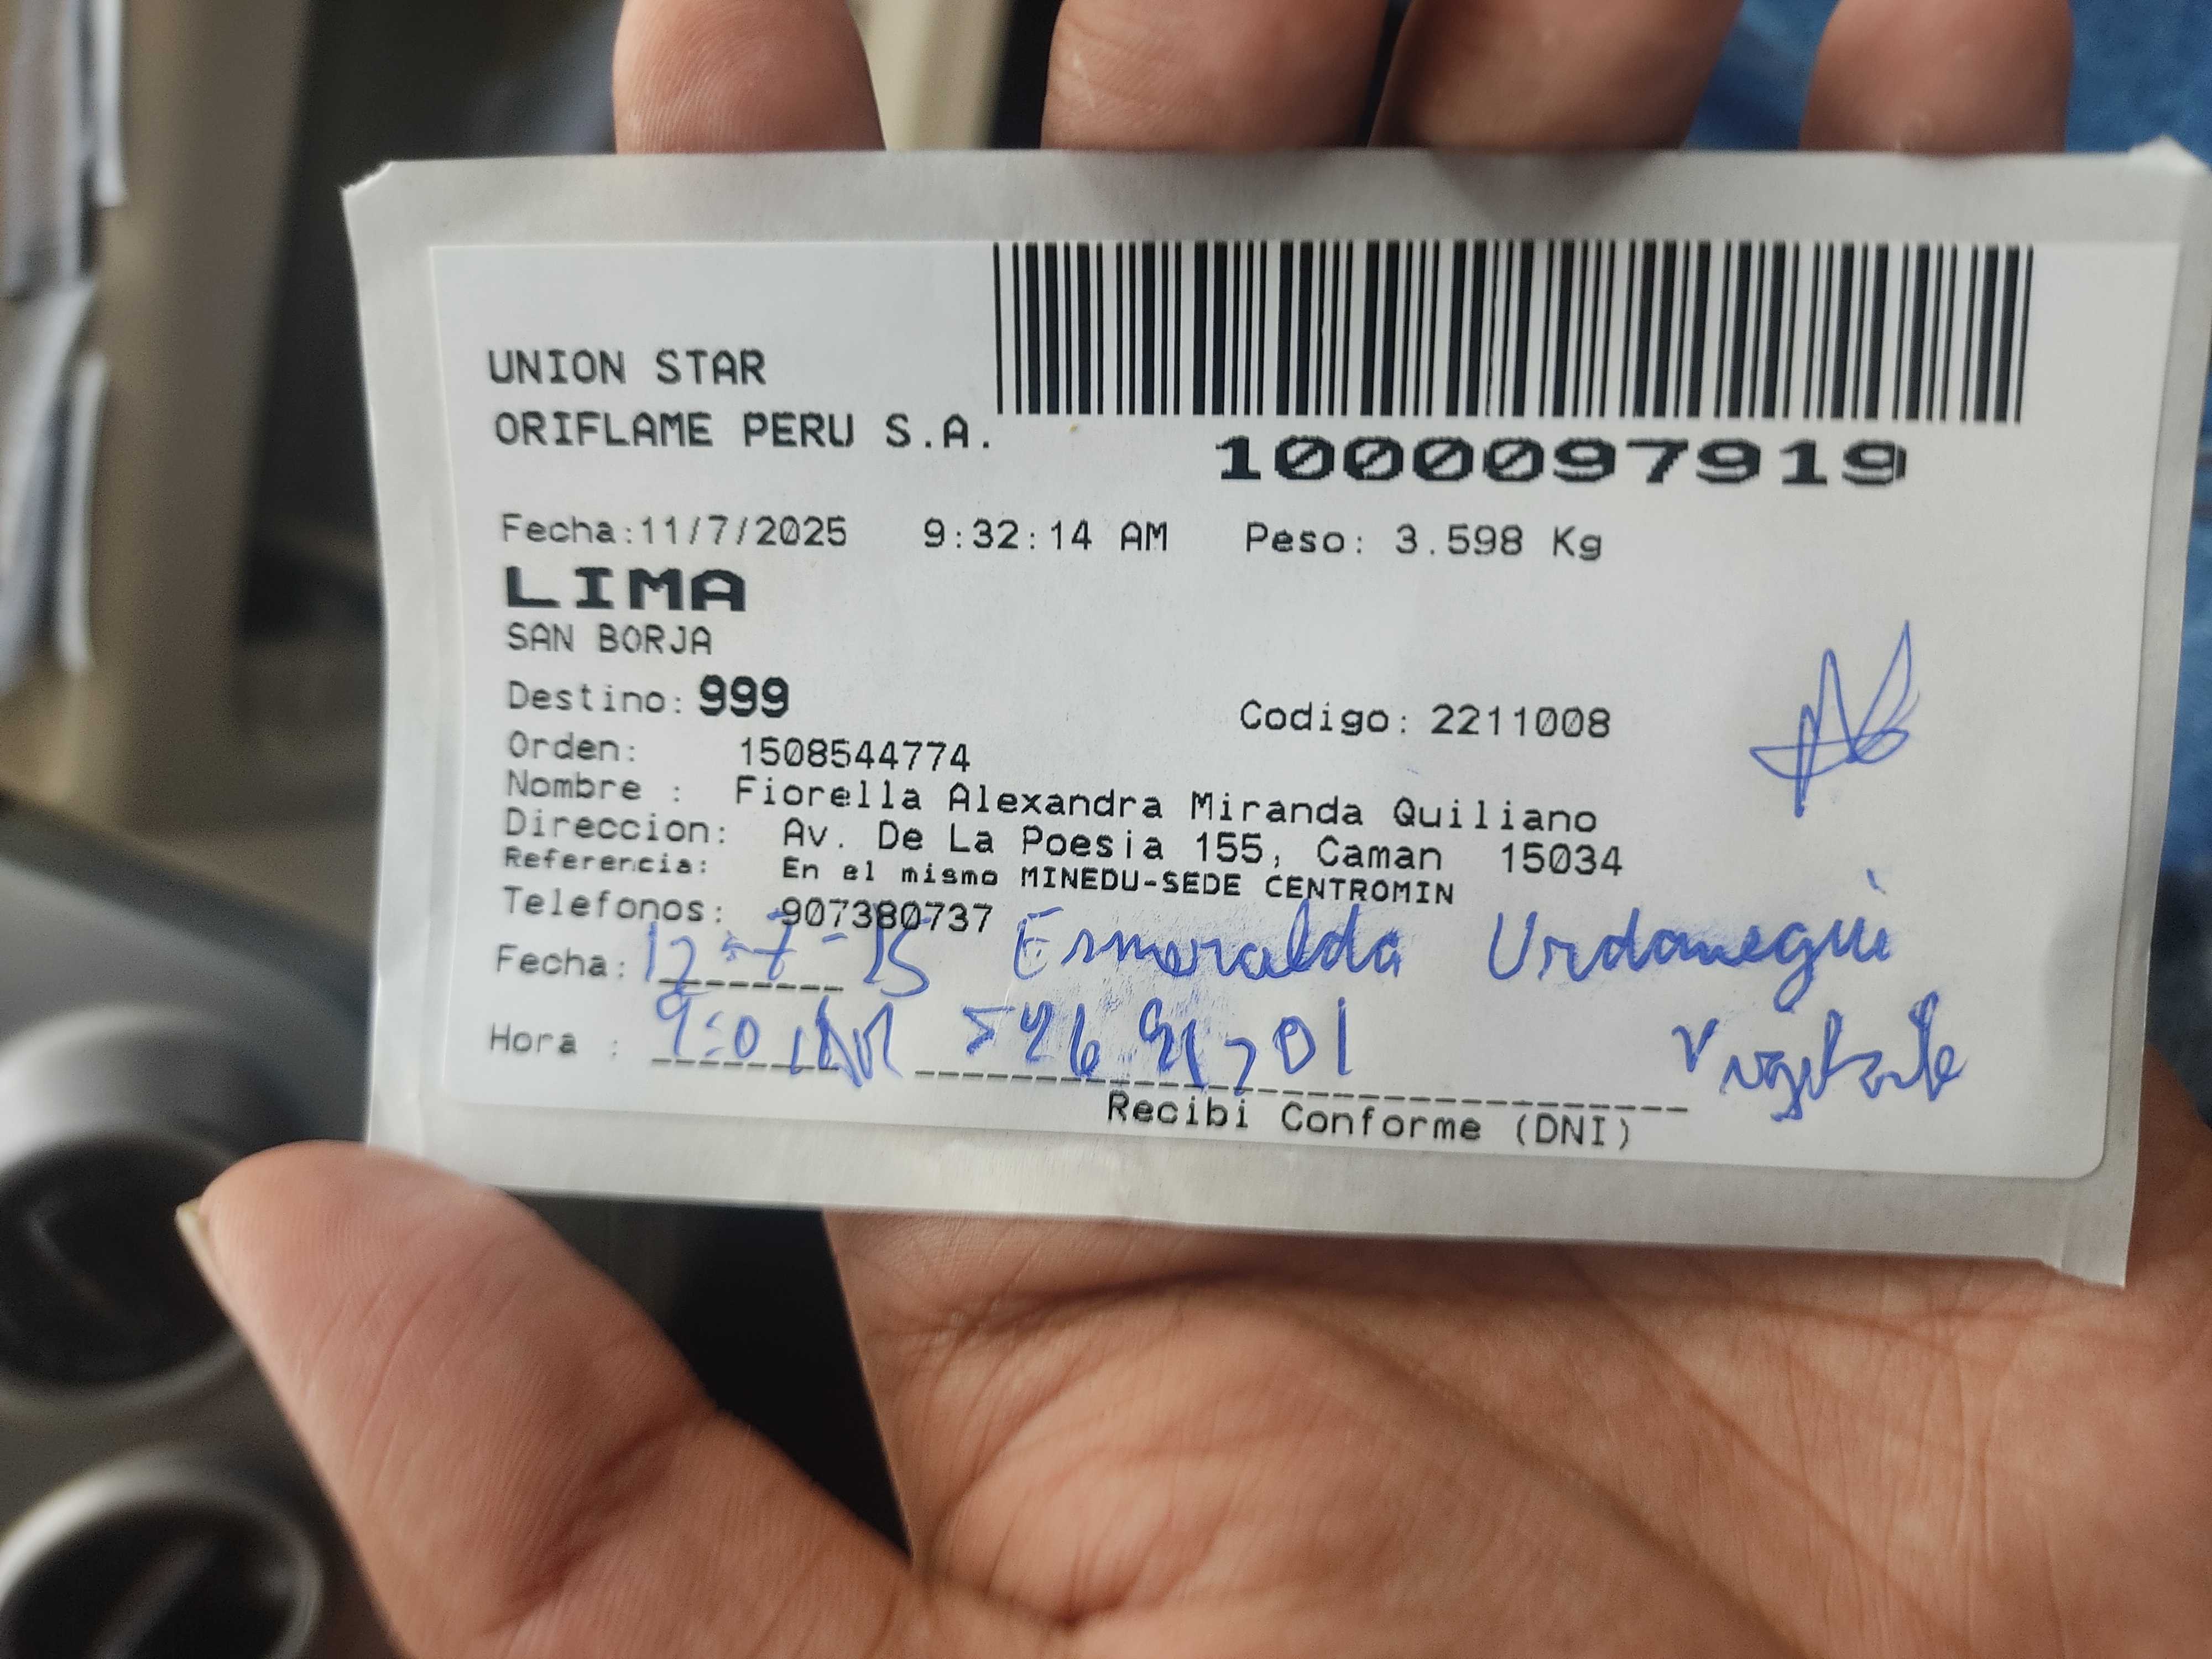 UNION STAR
ORIFLAME PERU S.A.
1000097919
Fecha:11/7/2025 9:32:14 AM Peso: 3.598 Kg
LIMA
SAN BORJA
Destino: 999 Codigo: 2211008
Orden: 1508544774
Nombre : Fiorella Alexandra Miranda Quiliano
Direccion: Av. De La Poesia 155, Caman 15034
Referencia: En el mismo MINEDU-SEDE CENTROMIN
Telefonos: 907380737
Fecha: Esmeralda Urdanegui
Hora : Vigilante
Recibi Conforme (DNI)